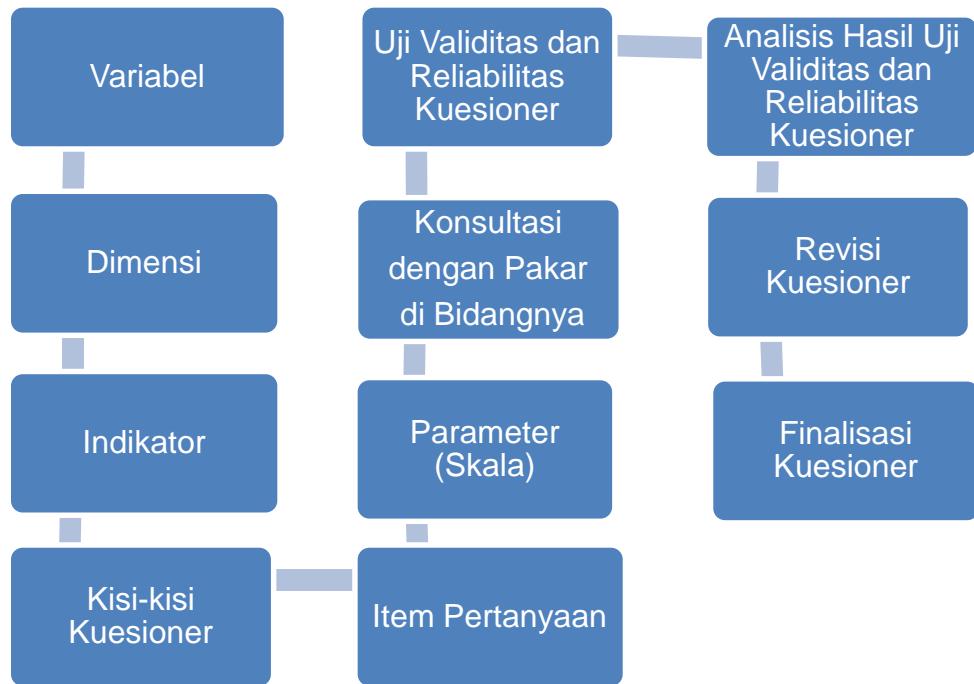 Variabel
Dimensi
Indikator
Kisi-kisi
Kuesioner
Item Pertanyaan
Parameter
(Skala)
Konsultasi
dengan Pakar
di Bidangnya
Uji Validitas dan
Reliabilitas
Kuesioner
Analisis Hasil Uji
Validitas dan
Reliabilitas
Kuesioner
Revisi
Kuesioner
Finalisasi
Kuesioner